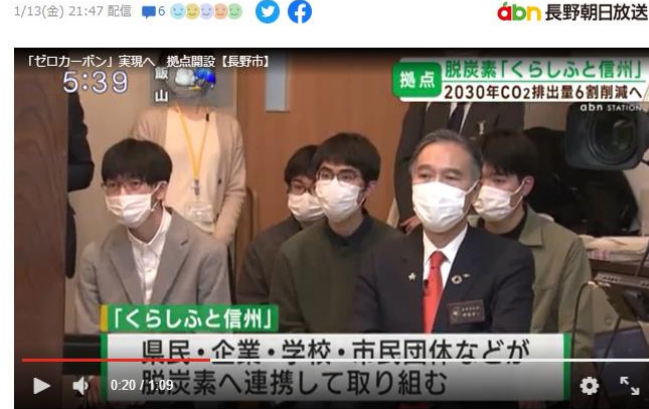 1/13(金) 21:47 配信 6
abn 長野朝日放送
「ゼロカーボン」実現へ 拠点開設【長野市】
5:39
飯山
拠点
脱炭素「くらしふと信州」
2030年CO2排出量6割削減へ
abn STATION
「くらしふと信州」
県民・企業・学校・市民団体などが
脱炭素へ連携して取り組む
0:20 / 1:09